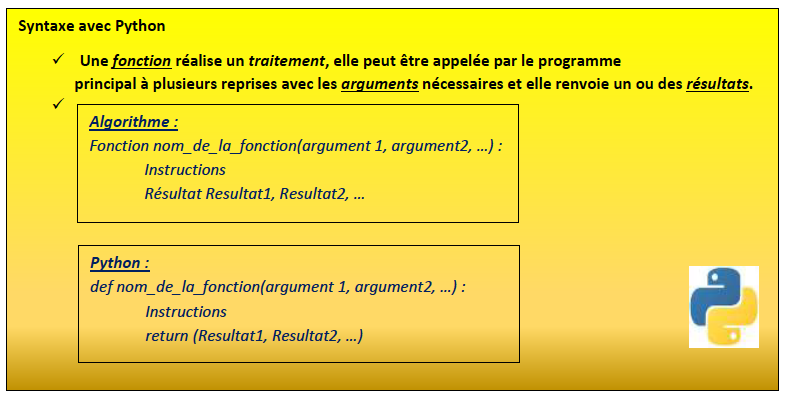 Syntaxe avec Python
✓ Une fonction réalise un traitement, elle peut être appelée par le programme
principal à plusieurs reprises avec les arguments nécessaires et elle renvoie un ou des résultats.
✓
Algorithme :
Fonction nom_de_la_fonction(argument 1, argument2, …) :
Instructions
Résultat Resultat1, Resultat2, …
Python :
def nom_de_la_fonction(argument 1, argument2, …) :
Instructions
return (Resultat1, Resultat2, …)